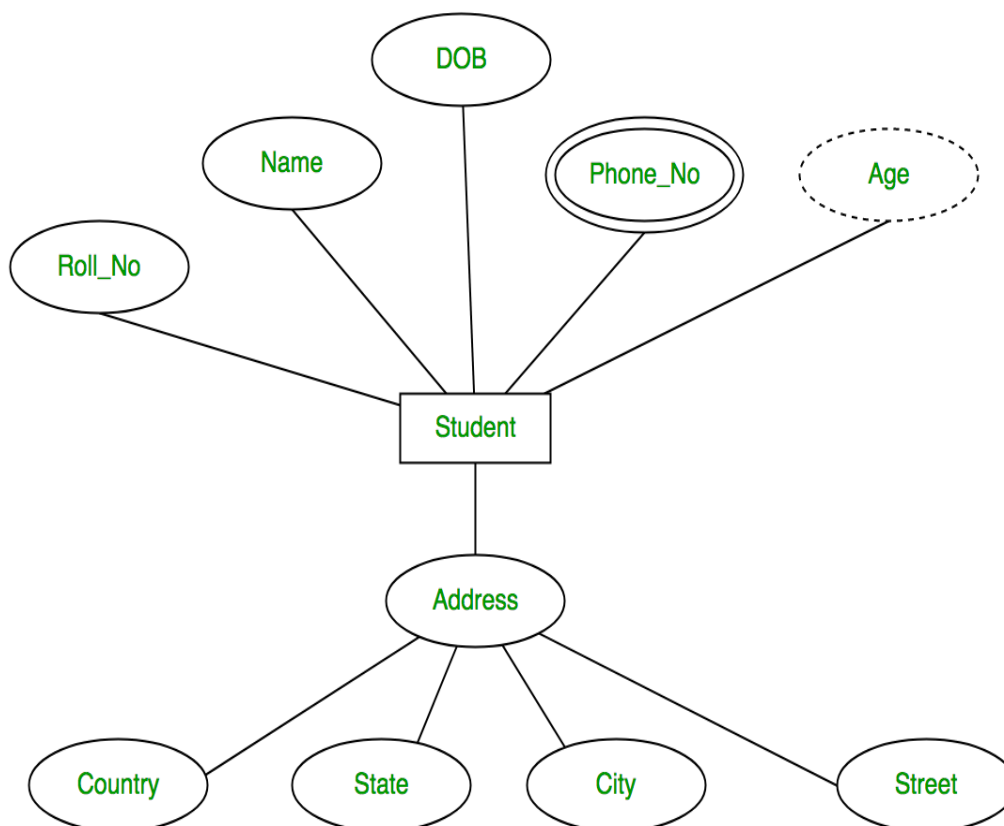 DOB
Name
Phone_No
Age
Roll_No
Student
Address
Country
State
City
Street